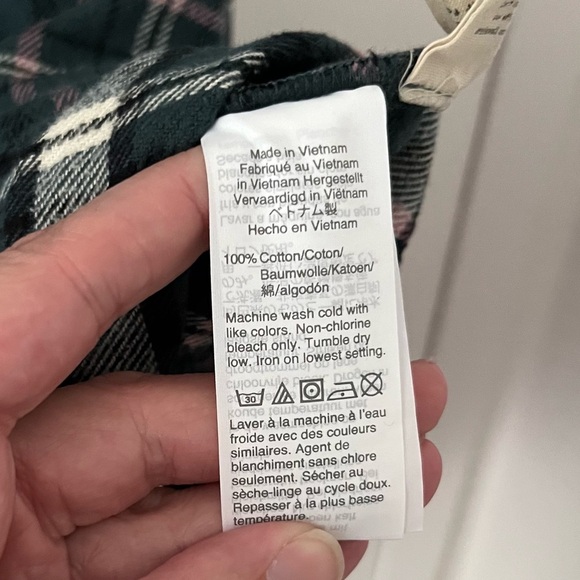 Made in Vietnam
Fabriqué au Vietnam
in Vietnam Hergestellt
Vervaardigd in Viëtnam
ベトナム製
Hecho en Vietnam
100% Cotton/Coton/
Baumwolle/Katoen/
綿/algodón
Machine wash cold with
like colors. Non-chlorine
bleach only. Tumble dry
low. Iron on lowest setting.
30
Laver à la machine à l'eau
froide avec des couleurs
similaires. Agent de
blanchiment sans chlore
seulement. Sécher au
sèche-linge au cycle doux.
Repasser à la plus basse
température.